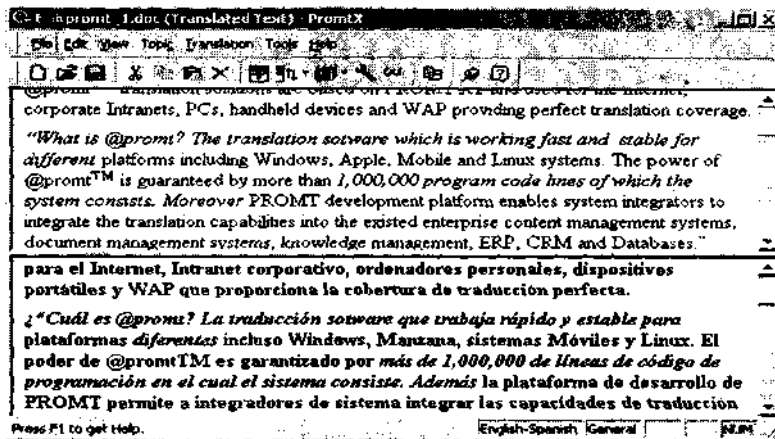 @promt_1.doc (Translated Text) - PromtX
File Edit View Topic Translation Tools Help
corporate Intranets, PCs, handheld devices and WAP providing perfect translation coverage.
"What is @promt? The translation sotware which is working fast and stable for
different platforms including Windows, Apple, Mobile and Linux systems. The power of
@promt™ is guaranteed by more than 1,000,000 program code lines of which the
system consists. Moreover PROMT development platform enables system integrators to
integrate the translation capabilities into the existed enterprise content management systems,
document management systems, knowledge management, ERP, CRM and Databases."
para el Internet, Intranet corporativo, ordenadores personales, dispositivos
portátiles y WAP que proporciona la cobertura de traducción perfecta.
¿"Cuál es @promt? La traducción sotware que trabaja rápido y estable para
plataformas diferentes incluso Windows, Manzana, sistemas Móviles y Linux. El
poder de @promtTM es garantizado por más de 1,000,000 de líneas de código de
programación en el cual el sistema consiste. Además la plataforma de desarrollo de
PROMT permite a integradores de sistema integrar las capacidades de traducción
Press F1 to get Help. English-Spanish General NUM